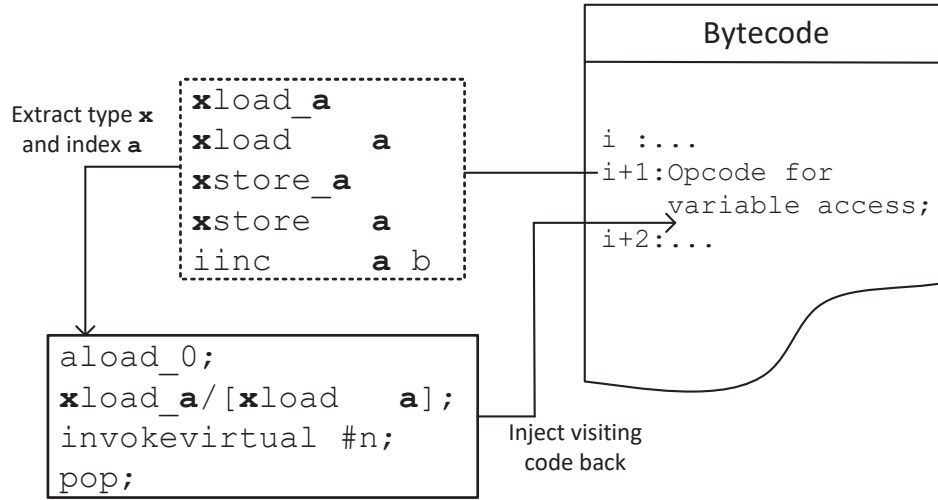 Bytecode
i :...
i+1:Opcode for
variable access;
i+2:...
xload_a
xload a
xstore_a
xstore a
iinc a b
Extract type x
and index a
aload_0;
xload_a/[xload a];
invokevirtual #n;
pop;
Inject visiting
code back